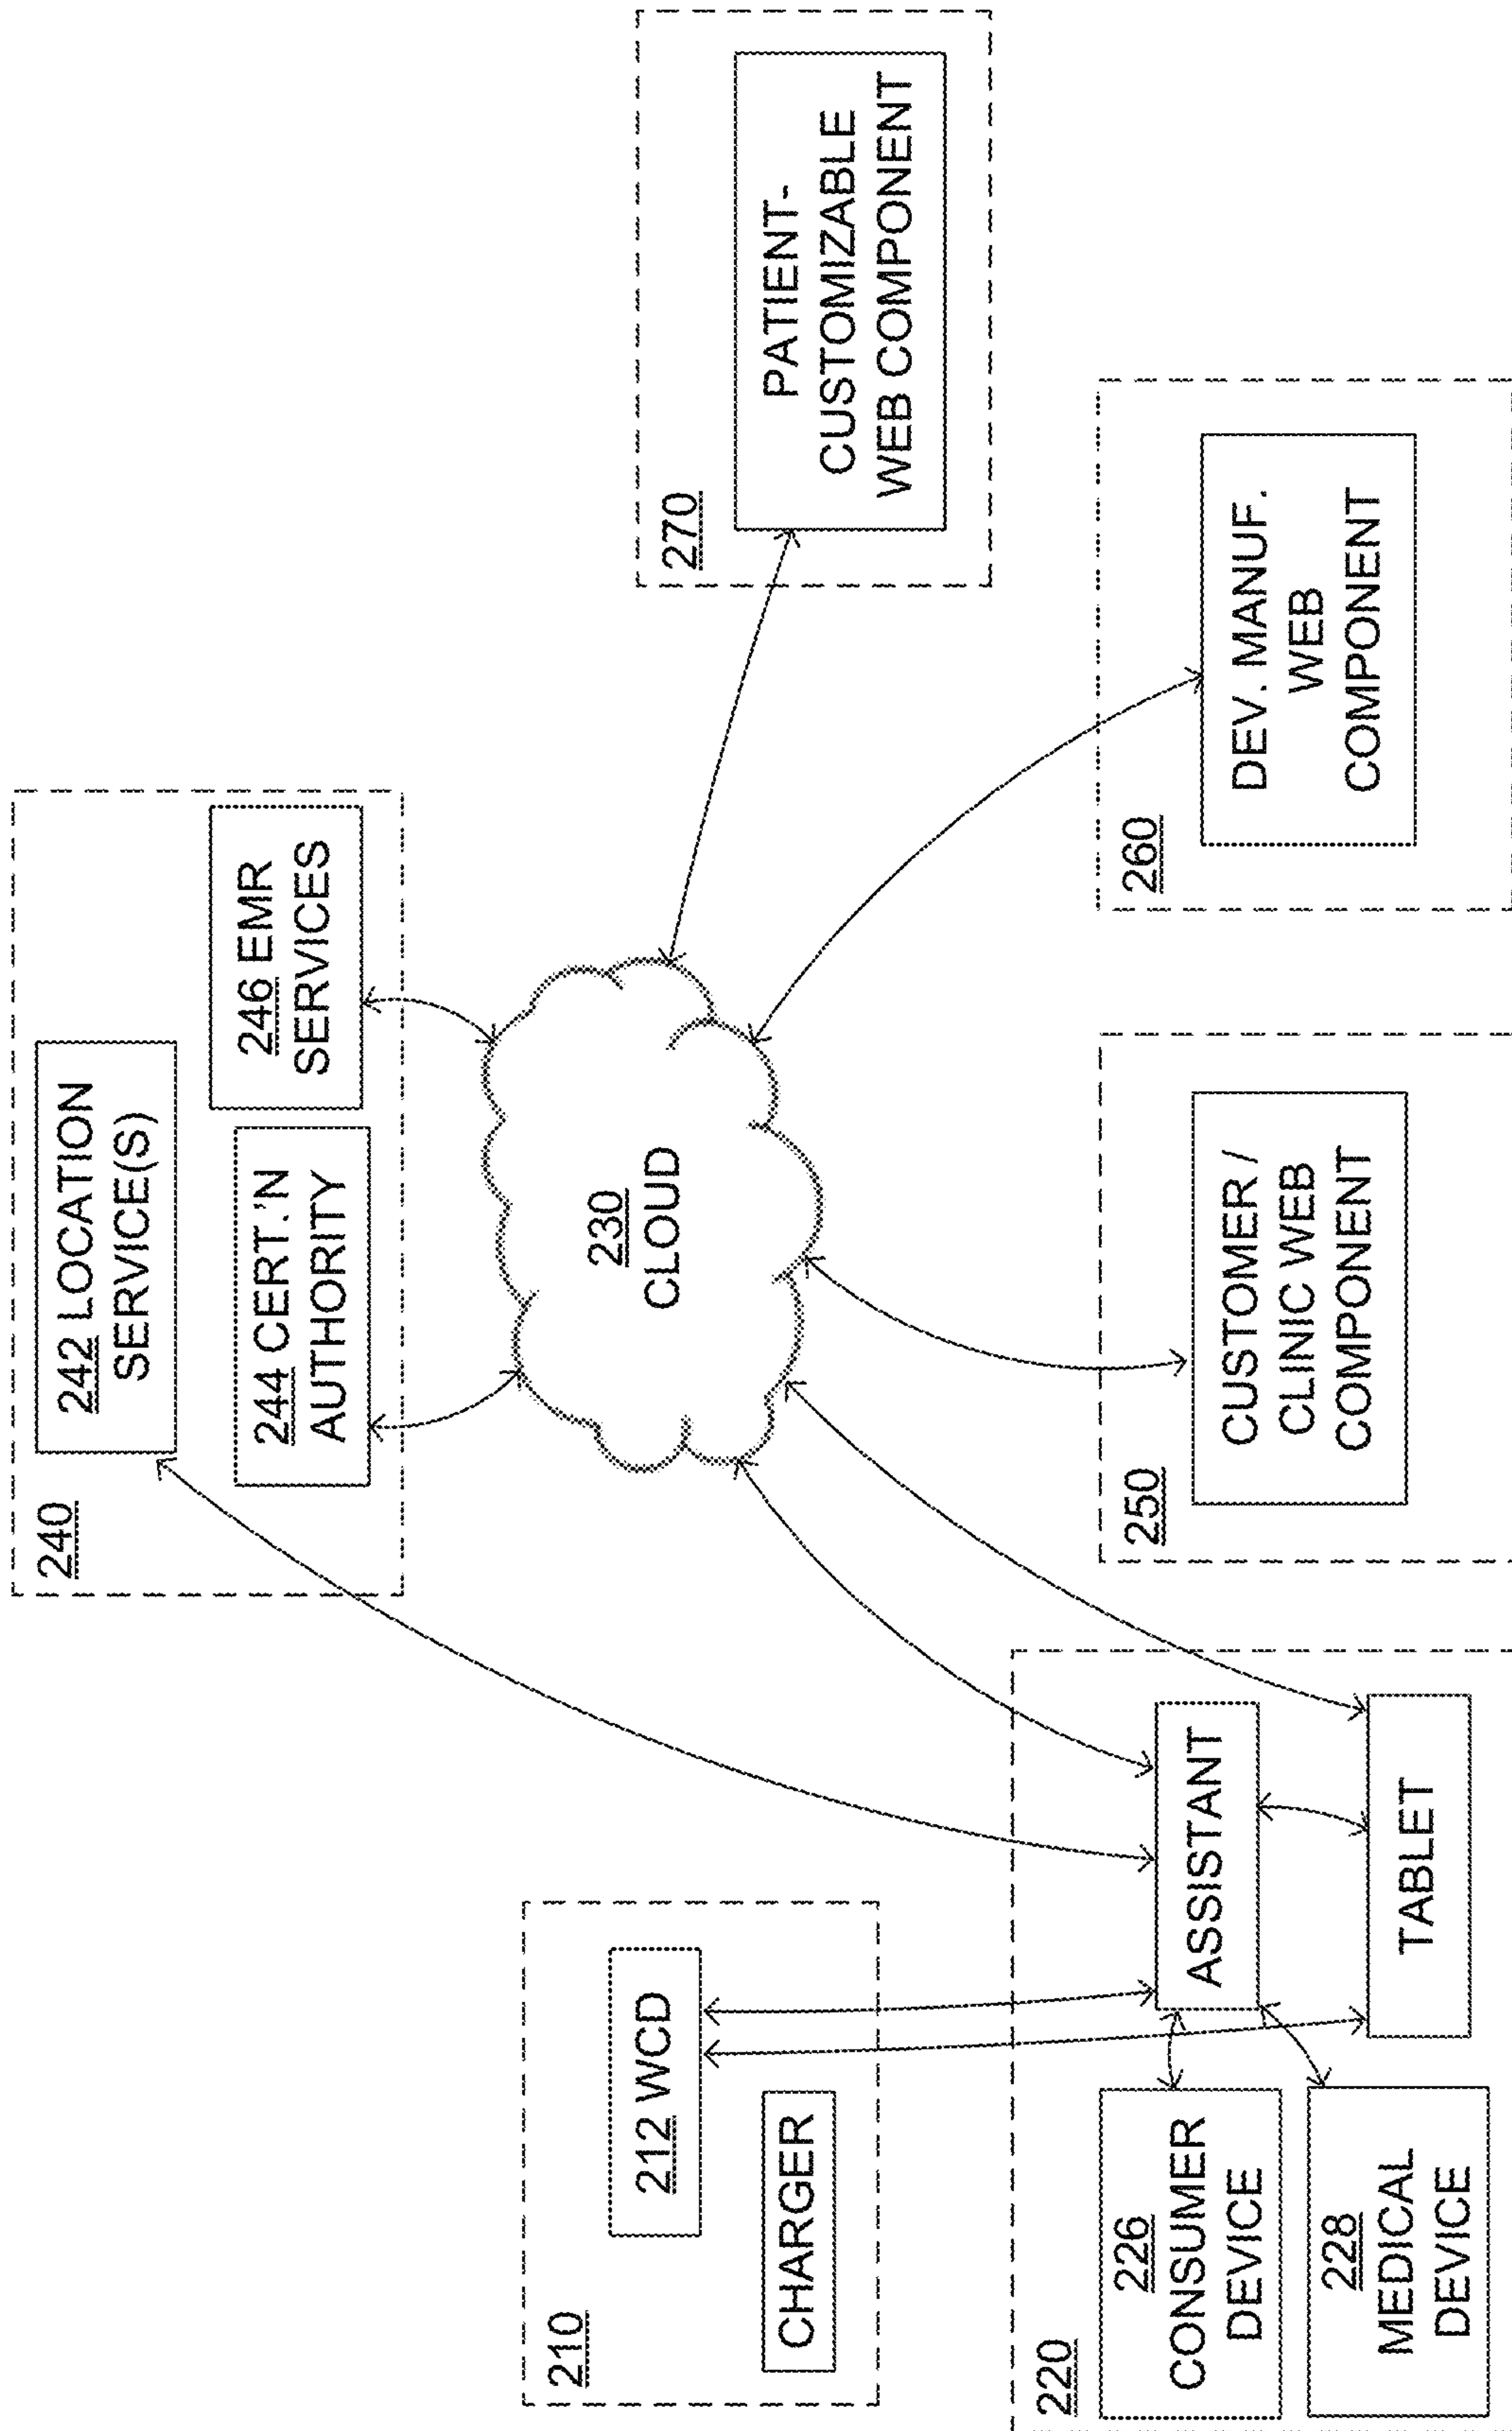 210
212 WCD
CHARGER
220
226
CONSUMER
DEVICE
228
MEDICAL
DEVICE
ASSISTANT
TABLET
240
242 LOCATION
SERVICE(S)
244 CERT.'N
AUTHORITY
246 EMR
SERVICES
230
CLOUD
250
CUSTOMER /
CLINIC WEB
COMPONENT
260
DEV. MANUF.
WEB
COMPONENT
270
PATIENT-
CUSTOMIZABLE
WEB COMPONENT